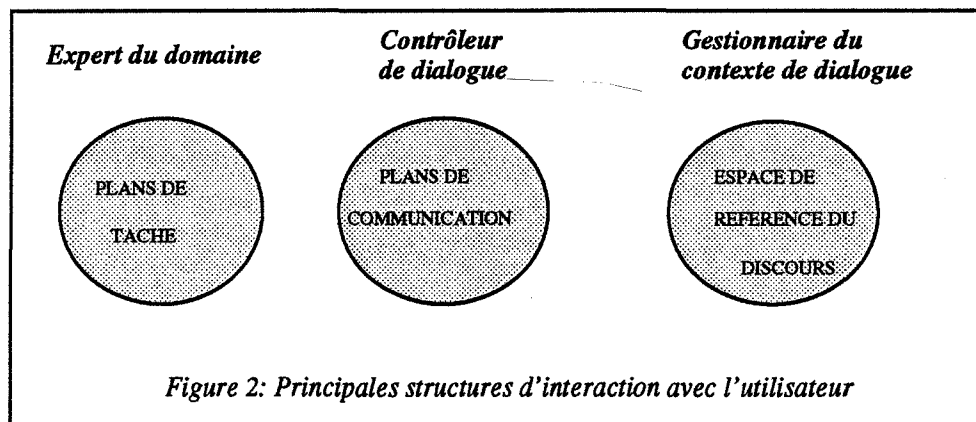 Expert du domaine
Contrôleur
de dialogue
Gestionnaire du
contexte de dialogue
PLANS DE
TACHE
PLANS DE
COMMUNICATION
ESPACE DE
REFERENCE DU
DISCOURS
Figure 2: Principales structures d'interaction avec l'utilisateur